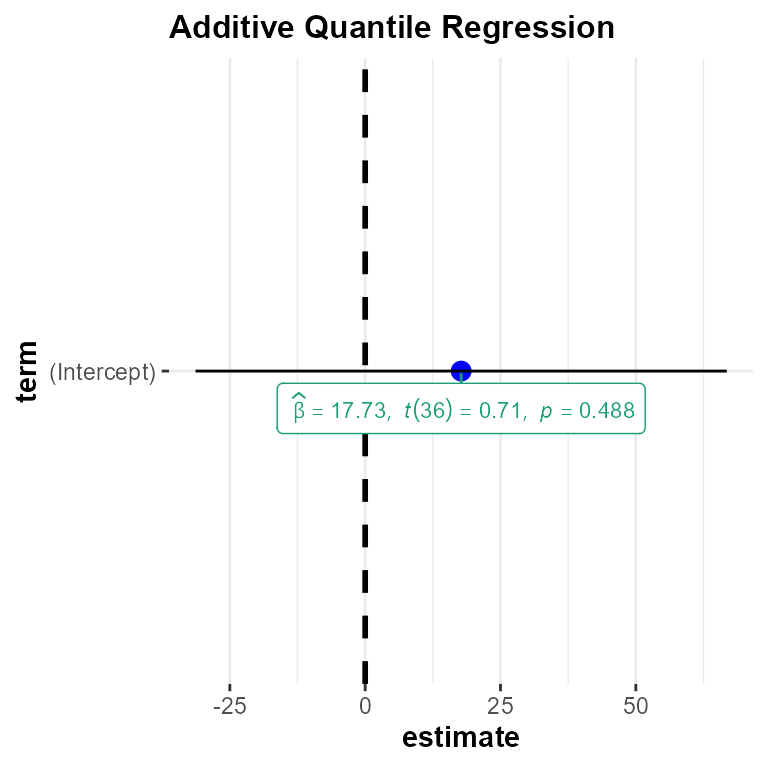 Additive Quantile Regression
term
(Intercept)
β̂ = 17.73, t(36) = 0.71, p = 0.488
-25 0 25 50
estimate